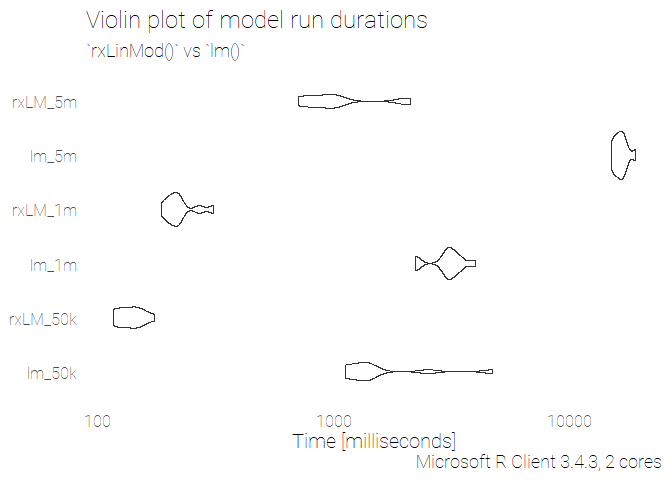 Violin plot of model run durations
`rxLinMod()` vs `lm()`
rxLM_5m
lm_5m
rxLM_1m
lm_1m
rxLM_50k
lm_50k
100 1000 10000
Time [milliseconds]
Microsoft R Client 3.4.3, 2 cores